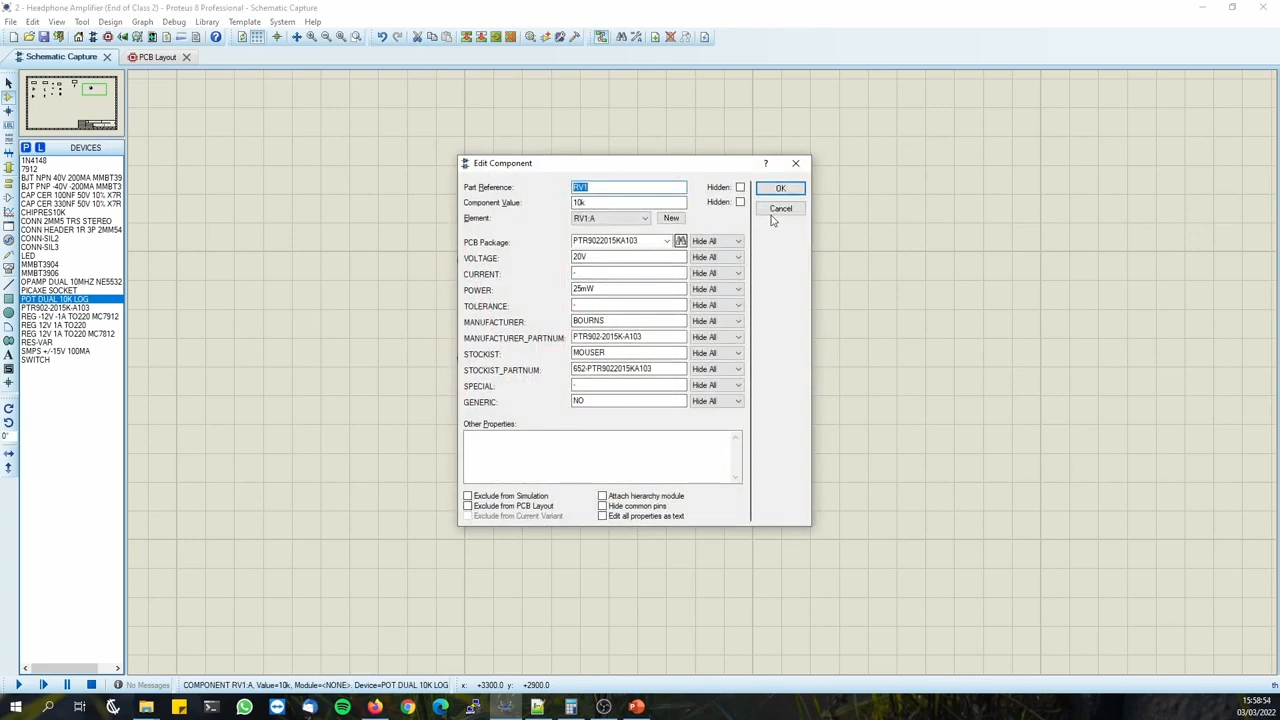 2 - Headphone Amplifier (End of Class 2) - Proteus 8 Professional - Schematic Capture
File Edit View Tool Design Graph Debug Library Template System Help
Schematic Capture
PCB Layout
P L DEVICES
1N4148
7912
BJT NPN 40V 200MA MMBT39
BJT PNP -40V -200MA MMBT3
CAP CER 100NF 50V 10% X7R
CAP CER 330NF 50V 10% X7R
CHIPRES10K
CONN 2MM5 TRS STEREO
CONN HEADER 1R 3P 2MM54
CONN-SIL2
CONN-SIL3
LED
MMBT3904
MMBT3906
OPAMP DUAL 10MHZ NE5532
PICAXE SOCKET
POT DUAL 10K LOG
PTR902-2015K-A103
REG -12V -1A TO220 MC7912
REG 12V 1A TO220
REG 12V 1A TO220 MC7812
RES-VAR
SMPS +/-15V 100MA
SWITCH
0°
Edit Component
?
Part Reference: RV1 Hidden:
Component Value: 10k Hidden:
Element: RV1:A New
PCB Package: PTR9022015KA103 Hide All
VOLTAGE: 20V Hide All
CURRENT: - Hide All
POWER: 25mW Hide All
TOLERANCE: - Hide All
MANUFACTURER: BOURNS Hide All
MANUFACTURER_PARTNUM: PTR902-2015K-A103 Hide All
STOCKIST: MOUSER Hide All
STOCKIST_PARTNUM: 652-PTR9022015KA103 Hide All
SPECIAL: - Hide All
GENERIC: NO Hide All
Other Properties:
Exclude from Simulation Attach hierarchy module
Exclude from PCB Layout Hide common pins
Exclude from Current Variant Edit all properties as text
OK
Cancel
No Messages COMPONENT RV1:A, Value=10k, Module=<NONE>. Device=POT DUAL 10K LOG x: +3300.0 y: +2900.0 th
15:58:54
03/03/2022